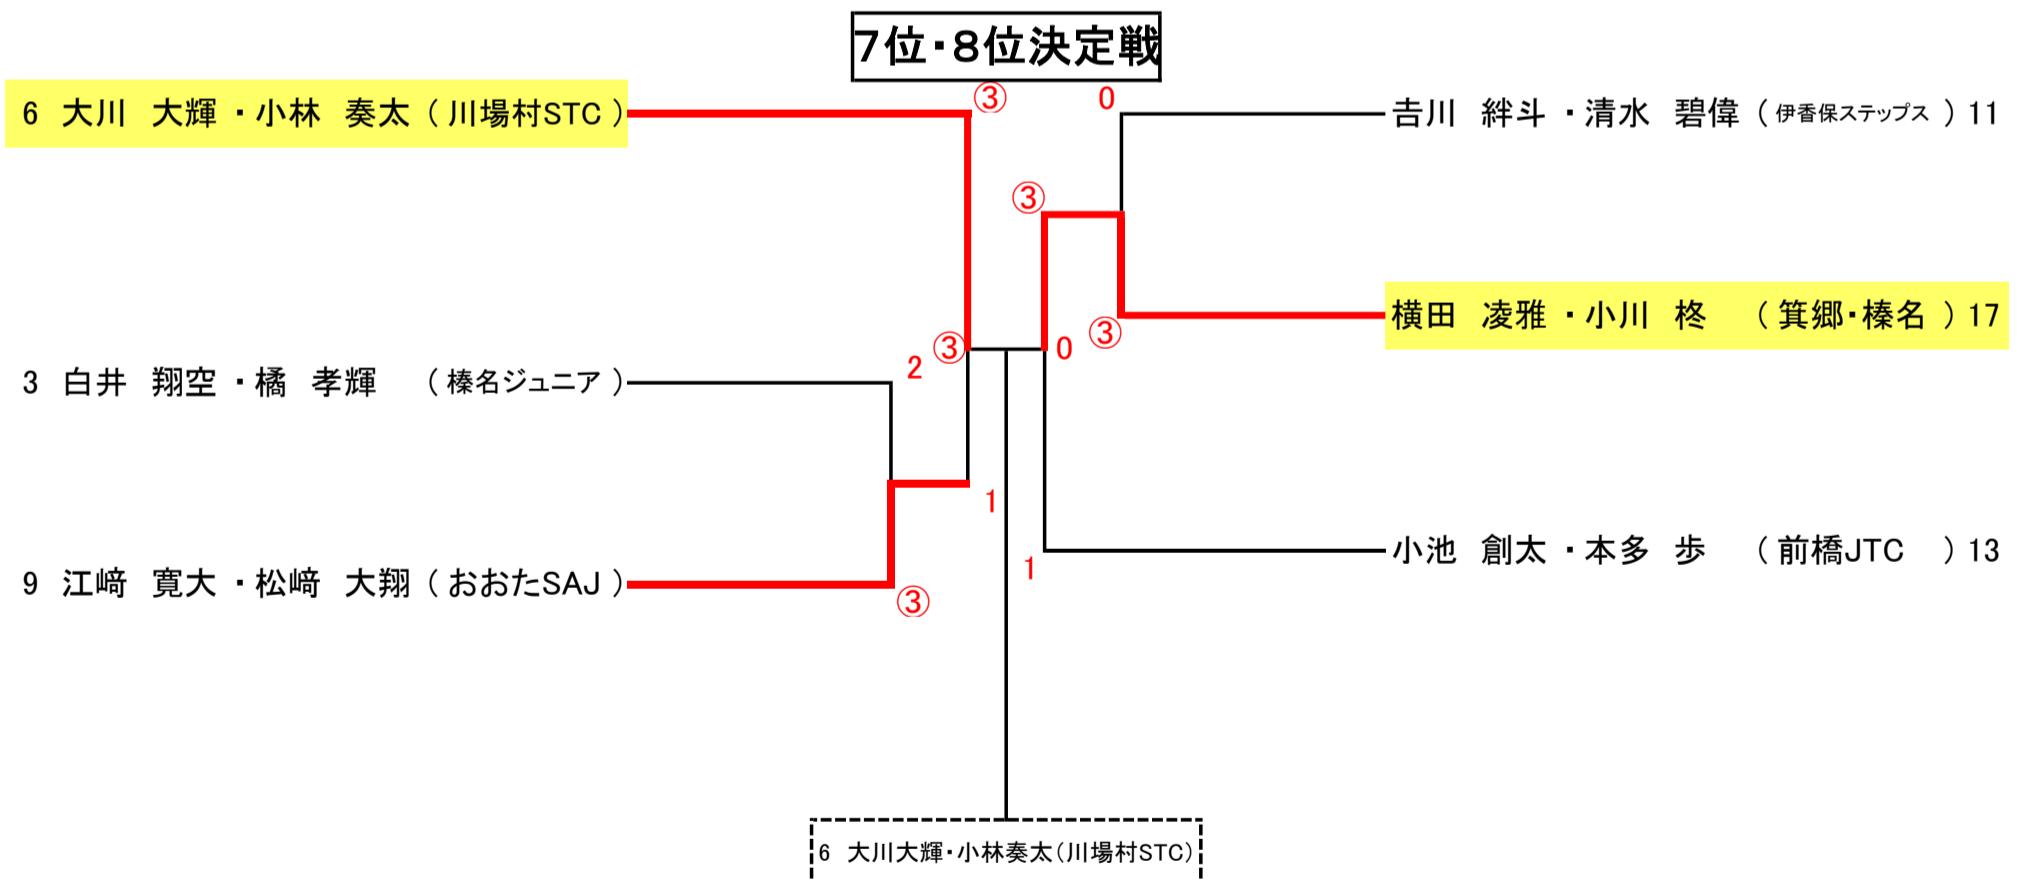 7位・8位決定戦
6 大川 大輝・小林 奏太（川場村STC）
③ 0
𠮷川 絆斗・清水 碧偉（伊香保ステップス）11
③
横田 凌雅・小川 柊 （箕郷・榛名）17
③
③ 0
2
3 白井 翔空・橘 孝輝 （榛名ジュニア）
1
小池 創太・本多 歩 （前橋JTC ）13
1
9 江﨑 寛大・松﨑 大翔（おおたSAJ）
③
6 大川大輝・小林奏太（川場村STC）